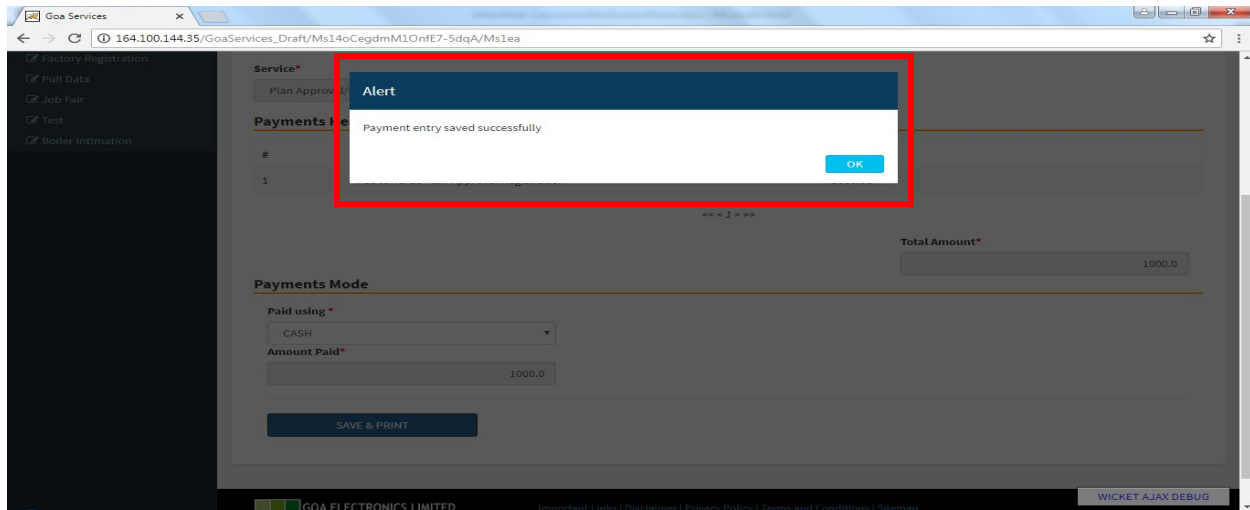 Goa Services
164.100.144.35/GoaServices_Draft/Ms14oCegdmM1OnfE7-5dqA/Ms1ea
Factory Registration
Pull Data
Job Fair
Test
Boiler Intimation
Service*
Plan Approval/
Alert
Payment entry saved successfully
OK
Payments He
#
1
<< < 1 > >>
Total Amount*
1000.0
Payments Mode
Paid using *
CASH
Amount Paid*
1000.0
SAVE & PRINT
GOA ELECTRONICS LIMITED
Important Links | Disclaimer | Privacy Policy | Terms and Conditions | Sitemap
WICKET AJAX DEBUG